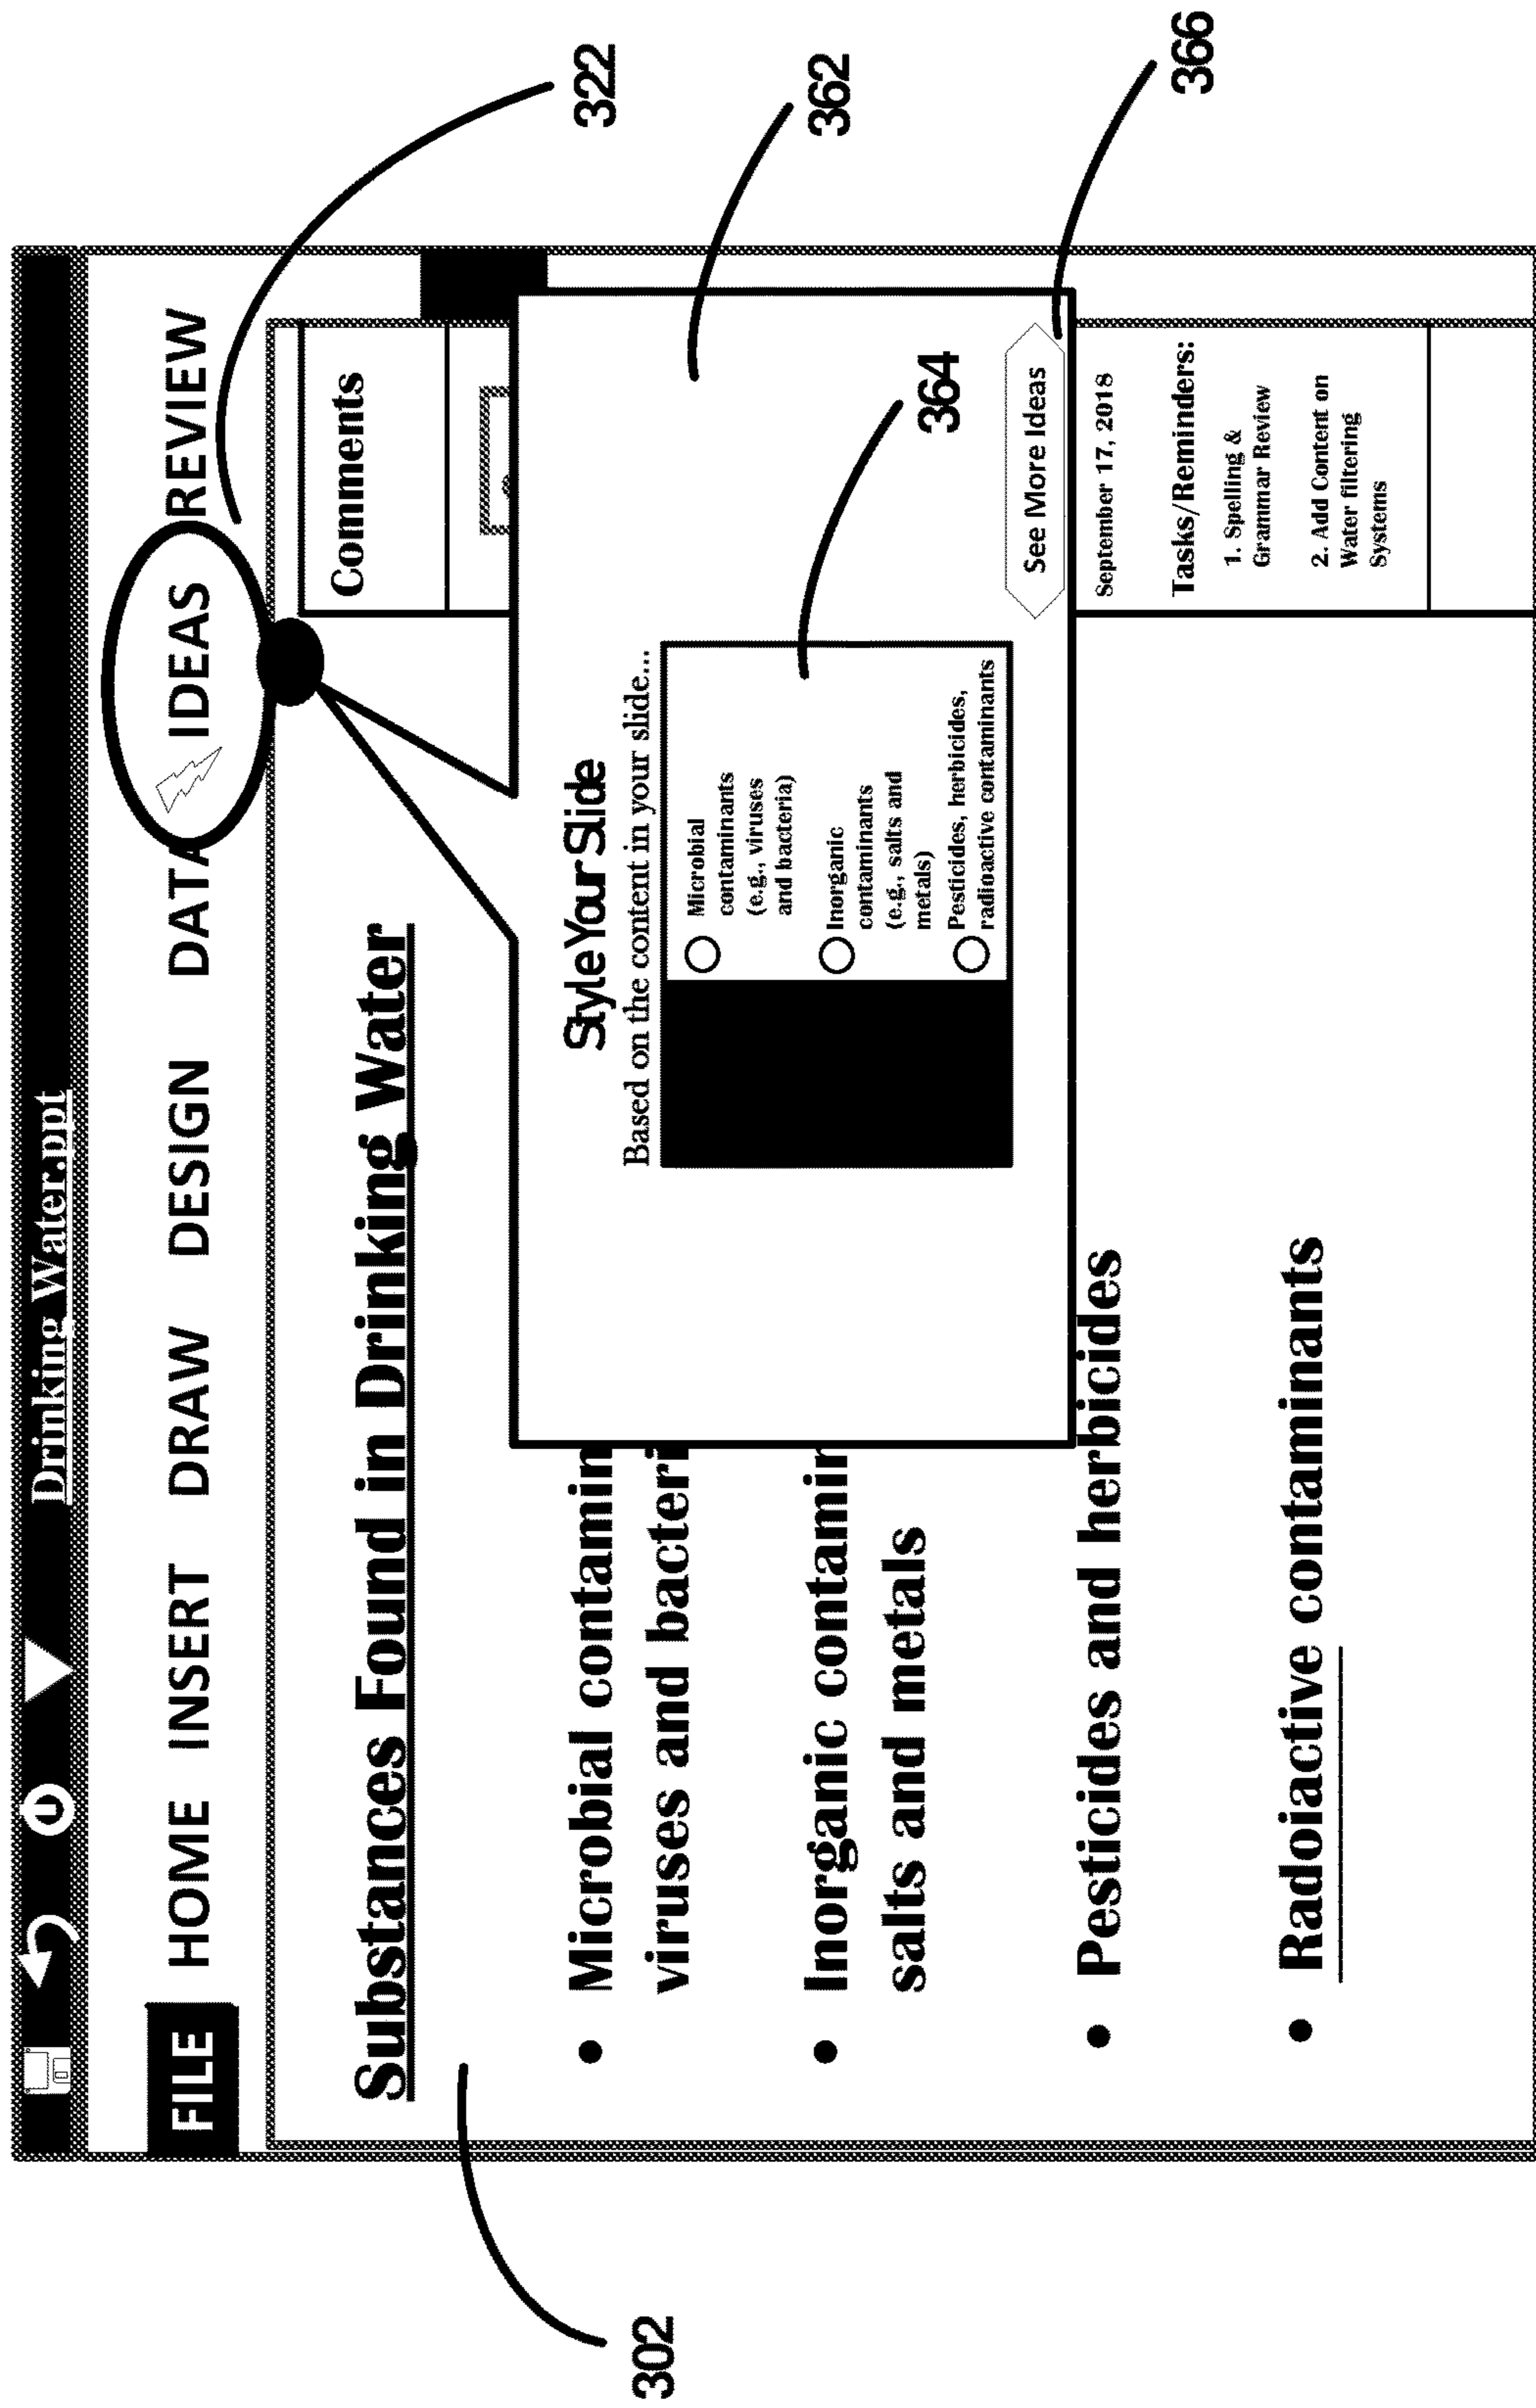 Drinking Water.ppt
FILE HOME INSERT DRAW DESIGN DATA IDEAS REVIEW
322
Substances Found in Drinking Water
Comments
302
Microbial contamin
viruses and bacteri
Inorganic contamin
salts and metals
Pesticides and herbicides
Radoiactive contaminants
Style Your Slide
Based on the content in your slide...
Microbial
contaminants
(e.g., viruses
and bacteria)
Inorganic
contaminants
(e.g., salts and
metals)
Pesticides, herbicides,
radioactive contaminants
362
364
See More Ideas
366
September 17, 2018
Tasks/Reminders:
1. Spelling &
Grammar Review
2. Add Content on
Water filtering
Systems